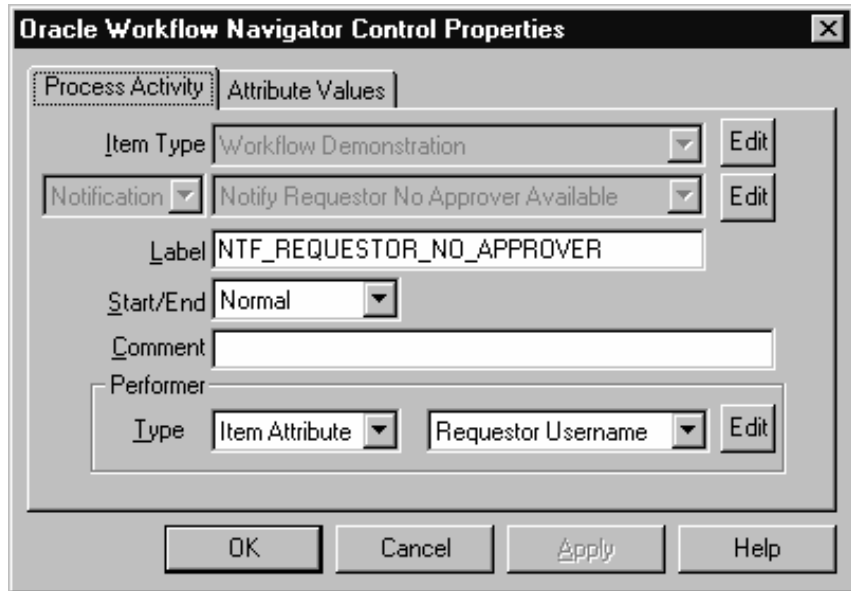 Oracle Workflow Navigator Control Properties
Process Activity Attribute Values
Item Type Workflow Demonstration Edit
Notification Notify Requestor No Approver Available Edit
Label NTF_REQUESTOR_NO_APPROVER
Start/End Normal
Comment
Performer
Type Item Attribute Requestor Username Edit
OK Cancel Apply Help